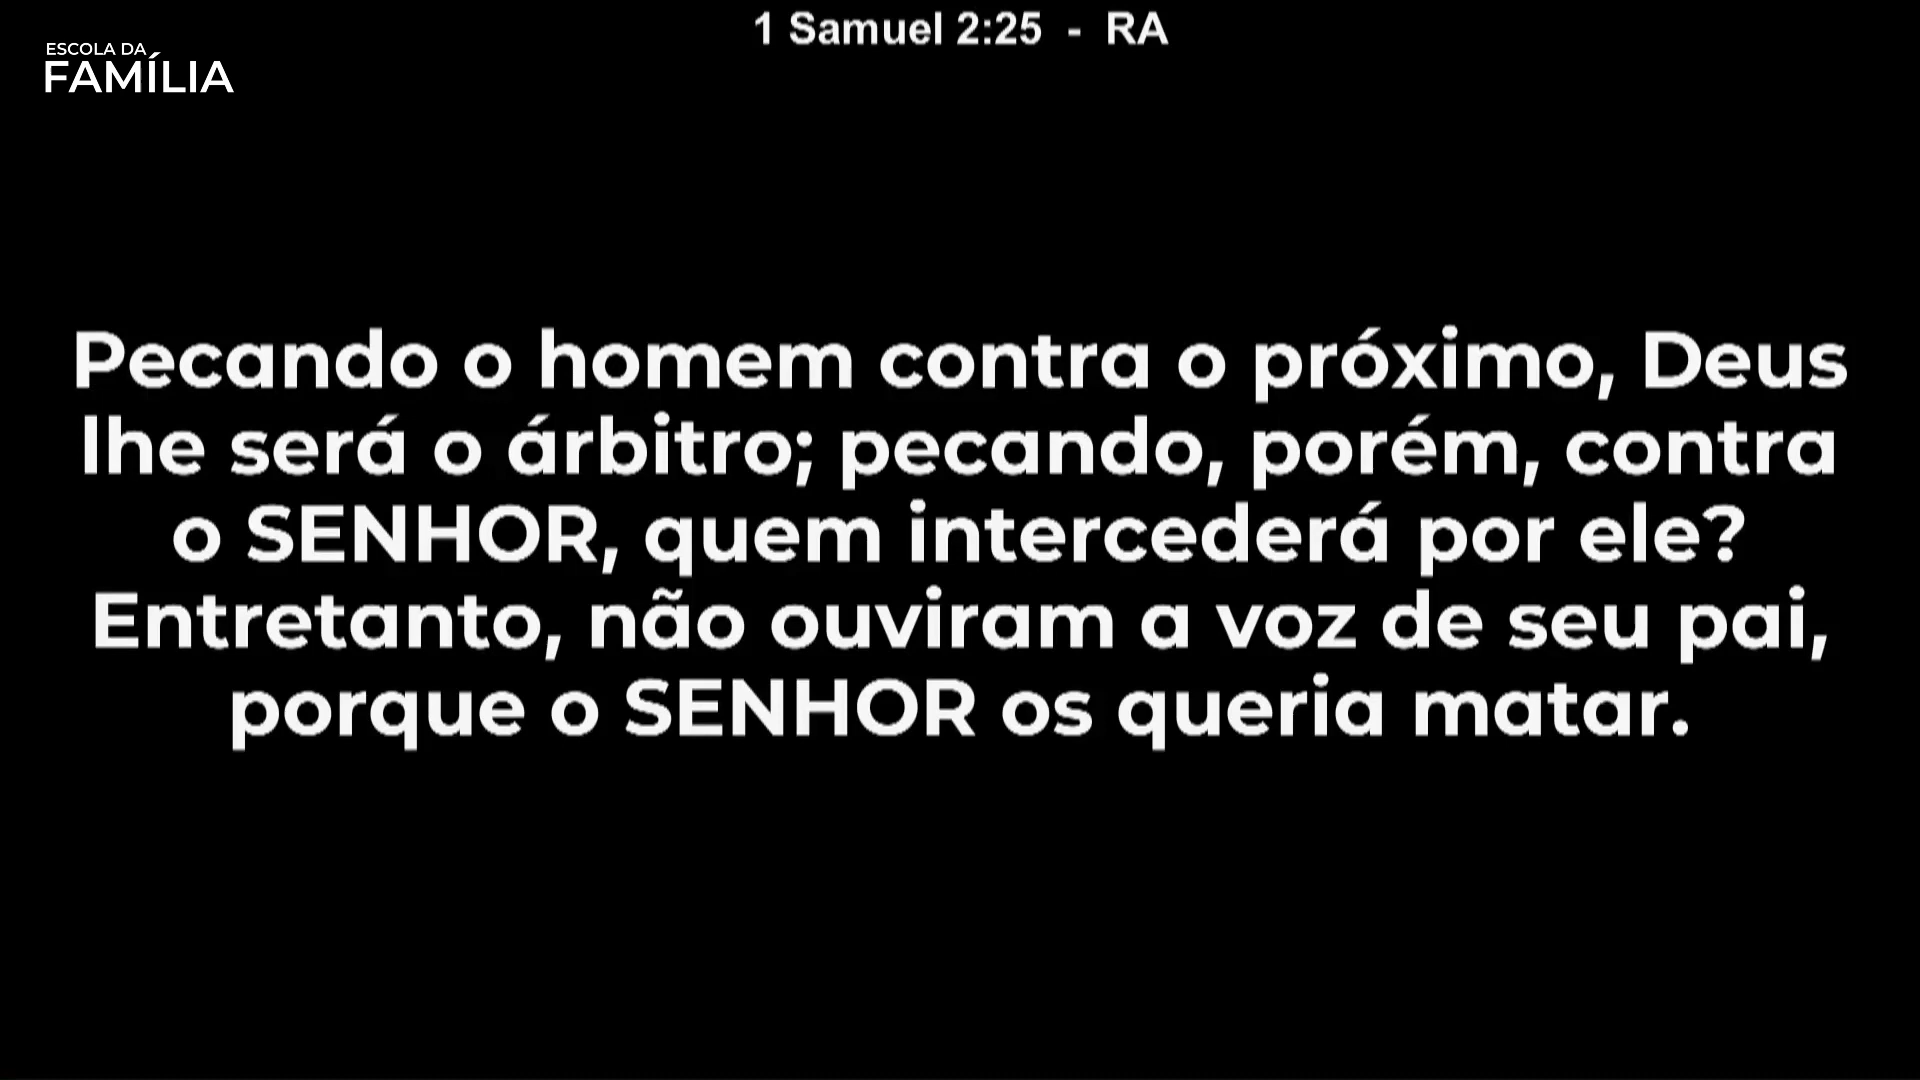 1 Samuel 2:25 - RA
ESCOLA DA
FAMÍLIA
Pecando o homem contra o próximo, Deus
lhe será o árbitro; pecando, porém, contra
o SENHOR, quem intercederá por ele?
Entretanto, não ouviram a voz de seu pai,
porque o SENHOR os queria matar.